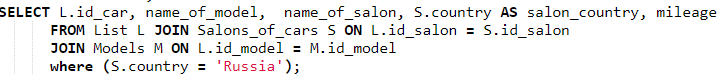 SELECT L.id_car, name_of_model,  name_of_salon, S.country AS salon_country, mileage
FROM List L JOIN Salons_of_cars S ON L.id_salon = S.id_salon
JOIN Models M ON L.id_model = M.id_model
where (S.country = 'Russia');